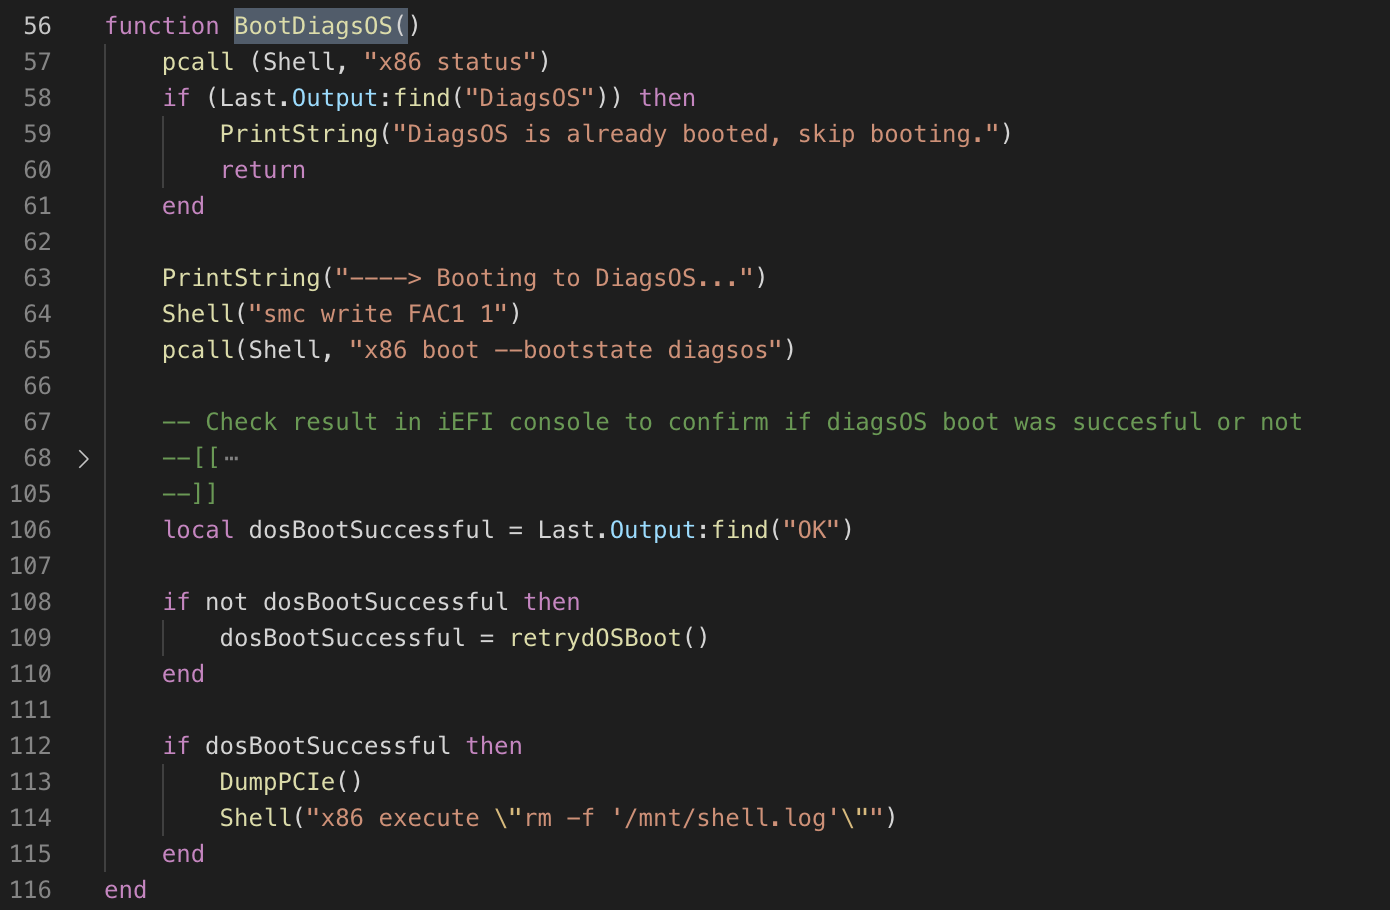 56 function BootDiagsOS()
57 pcall (Shell, "x86 status")
58 if (Last.Output:find("DiagsOS")) then
59 PrintString("DiagsOS is already booted, skip booting.")
60 return
61 end
62
63 PrintString("----> Booting to DiagsOS...")
64 Shell("smc write FAC1 1")
65 pcall(Shell, "x86 boot --bootstate diagsos")
66
67 -- Check result in iEFI console to confirm if diagsOS boot was succesful or not
68 --[[⋯
105 --]]
106 local dosBootSuccessful = Last.Output:find("OK")
107
108 if not dosBootSuccessful then
109 dosBootSuccessful = retrydOSBoot()
110 end
111
112 if dosBootSuccessful then
113 DumpPCIe()
114 Shell("x86 execute \"rm -f '/mnt/shell.log'\"")
115 end
116 end